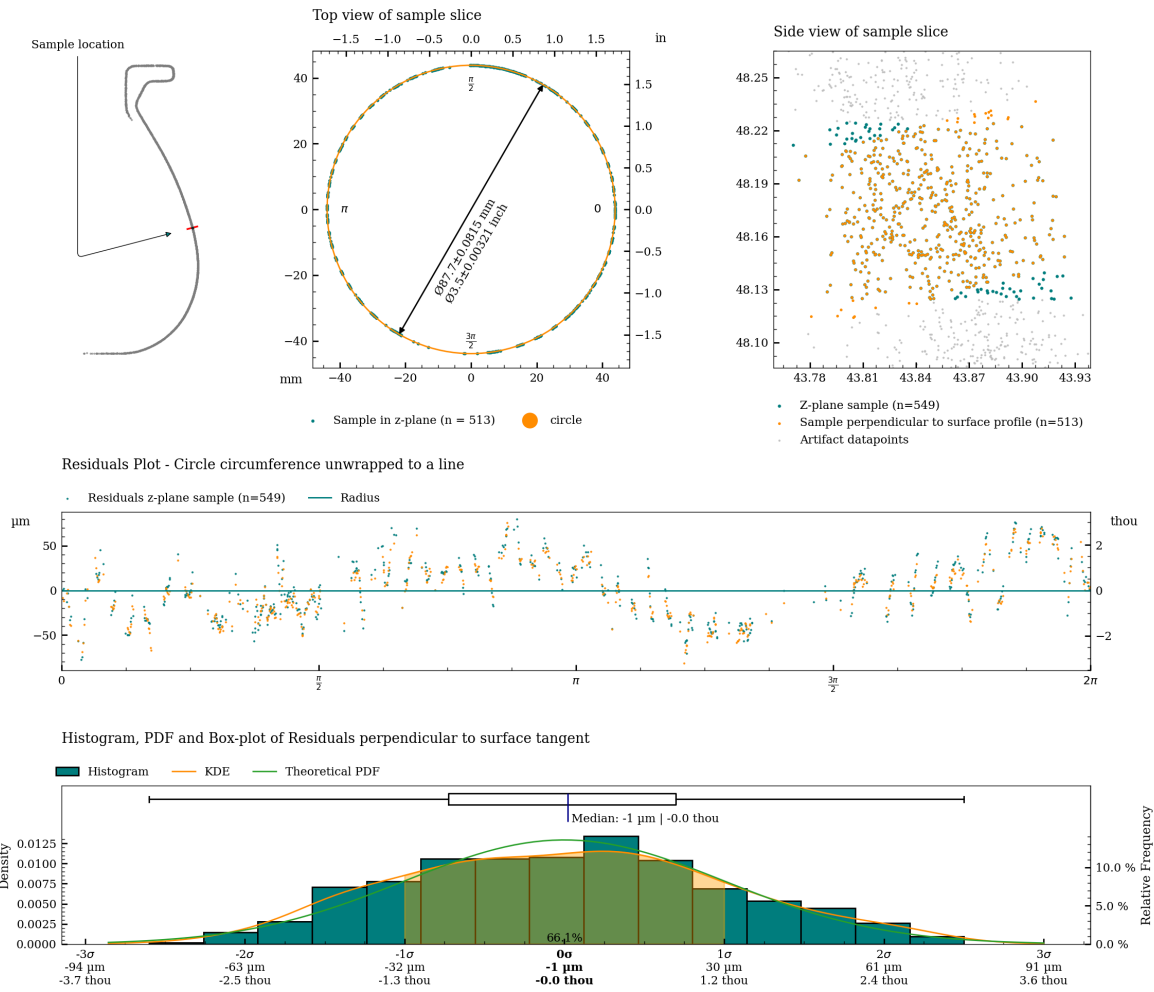 Top view of sample slice
Side view of sample slice
Sample location
−1.5 −1.0 −0.5 0.0 0.5 1.0 1.5 in
40 20 0 −20 −40
1.5 1.0 0.5 0.0 −0.5 −1.0 −1.5
π/2
π
0
3π/2
Ø87.7±0.0815 mm
Ø3.5±0.00321 inch
mm −40 −20 0 20 40
Sample in z-plane (n = 513) circle
48.25
48.22
48.19
48.16
48.13
48.10
43.78 43.81 43.84 43.87 43.90 43.93
Z-plane sample (n=549)
Sample perpendicular to surface profile (n=513)
Artifact datapoints
Residuals Plot - Circle circumference unwrapped to a line
Residuals z-plane sample (n=549) Radius
µm thou
50 2
0 0
−50 −2
0 π/2 π 3π/2 2π
Histogram, PDF and Box-plot of Residuals perpendicular to surface tangent
Histogram KDE Theoretical PDF
Median: -1 µm | -0.0 thou
Density
0.0125
0.0100
0.0075
0.0050
0.0025
0.0000
Relative Frequency
10.0 %
5.0 %
0.0 %
66.1%
-3σ -2σ -1σ 0σ 1σ 2σ 3σ
-94 µm -63 µm -32 µm -1 µm 30 µm 61 µm 91 µm
-3.7 thou -2.5 thou -1.3 thou -0.0 thou 1.2 thou 2.4 thou 3.6 thou